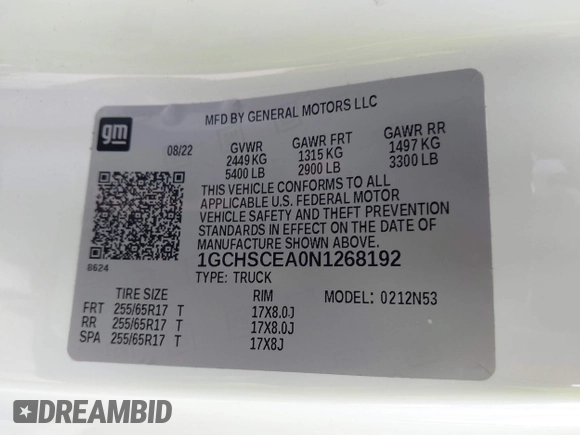 MFD BY GENERAL MOTORS LLC
gm
08/22 GVWR GAWR FRT GAWR RR
2449 KG 1315 KG 1497 KG
5400 LB 2900 LB 3300 LB
THIS VEHICLE CONFORMS TO ALL
APPLICABLE U.S. FEDERAL MOTOR
VEHICLE SAFETY AND THEFT PREVENTION
STANDARDS IN EFFECT ON THE DATE OF
MANUFACTURE SHOWN ABOVE.
8624 1GCHSCEA0N1268192
TYPE: TRUCK
TIRE SIZE RIM MODEL: 0212N53
FRT 255/65R17 T 17X8.0J
RR 255/65R17 T 17X8.0J
SPA 255/65R17 T 17X8J
DREAMBID